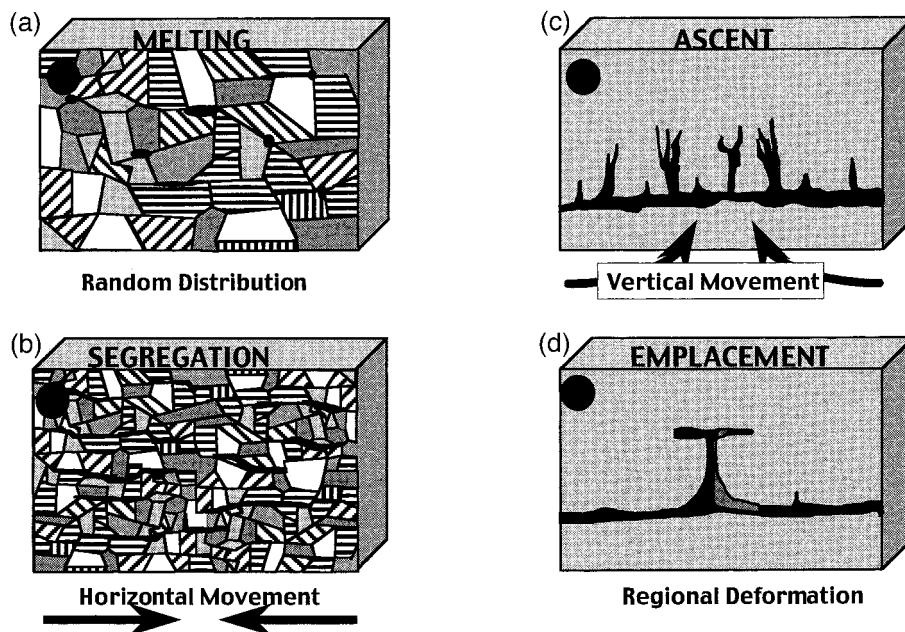 (a)
MELTING
Random Distribution
(b)
SEGREGATION
Horizontal Movement
(c)
ASCENT
Vertical Movement
(d)
EMPLACEMENT
Regional Deformation